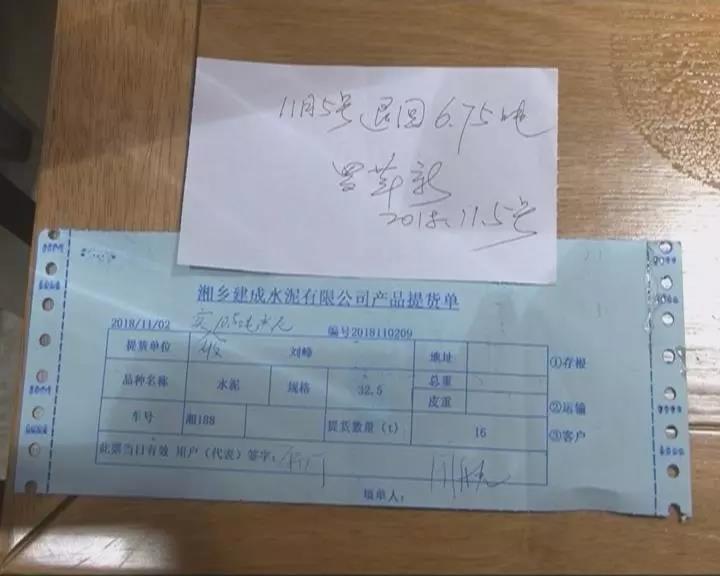 11月5号退回6.75吨
2018.11.5号
湘乡建成水泥有限公司产品提货单
2018/11/02 编号2018110209
提货单位 刘峰 地址 ①存根
品种名称 水泥 规格 32.5 总重
皮重 ②运输
车号 湘188 提货数量（t） 16 ③客户
此票当日有效 用户（代表）签字：
填单人：